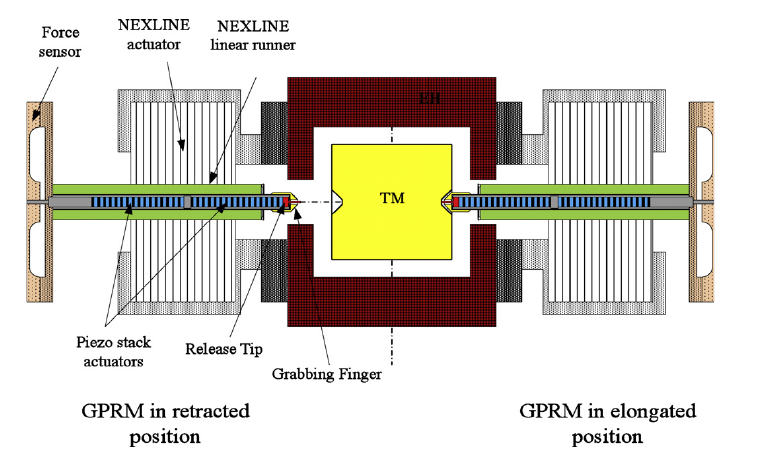 Force
sensor
NEXLINE
actuator
NEXLINE
linear runner
EH
TM
Piezo stack
actuators
Release Tip
Grabbing Finger
GPRM in retracted
position
GPRM in elongated
position